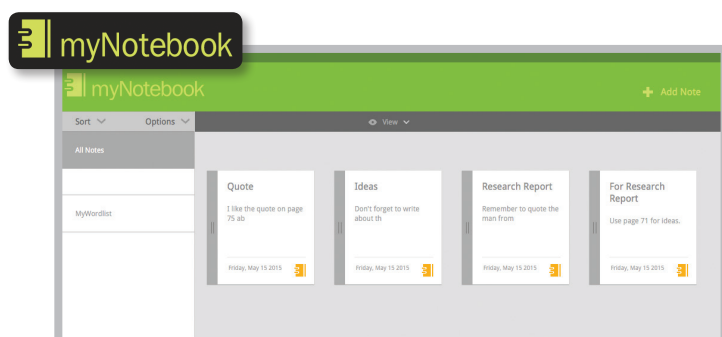 myNotebook
myNotebook
Add Note
Sort Options
View
All Notes
MyWordlist
Quote
I like the quote on page
75 ab
Friday, May 15 2015
Ideas
Don't forget to write
about th
Friday, May 15 2015
Research Report
Remember to quote the
man from
Friday, May 15 2015
For Research
Report
Use page 71 for ideas.
Friday, May 15 2015